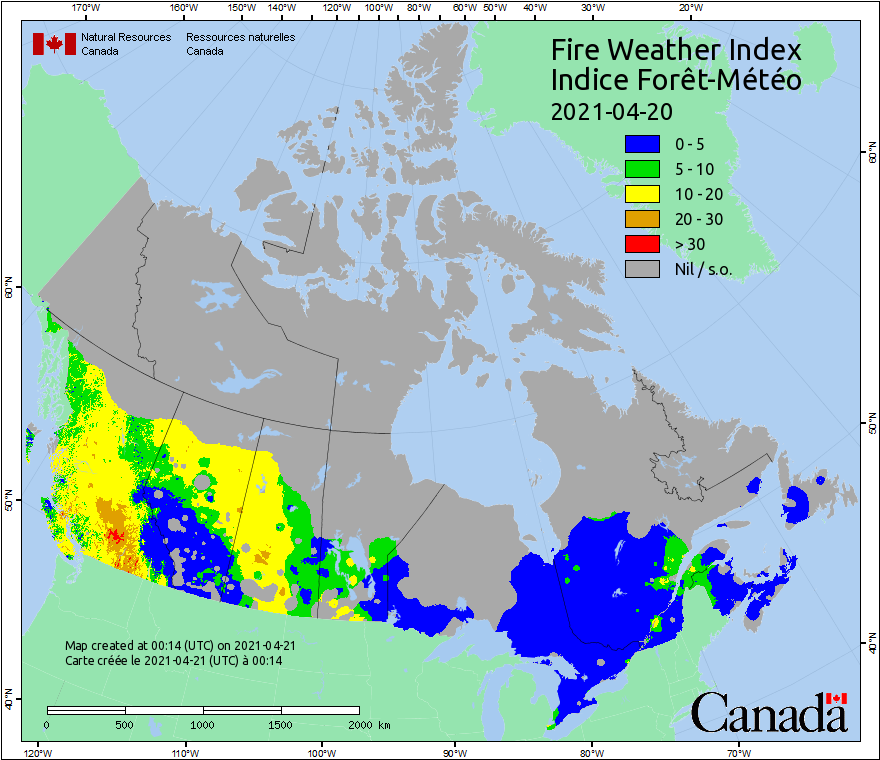 170°W 160°W 150°W 140°W 130°W 120°W 110°W 100°W 90°W 80°W 60°W 50°W 40°W 30°W 20°W
Natural Resources Ressources naturelles
Canada Canada
Fire Weather Index
Indice Forêt-Météo
2021-04-20
0 - 5
5 - 10
10 - 20
20 - 30
> 30
Nil / s.o.
60°N
60°N
50°N
50°N
40°N
40°N
Map created at 00:14 (UTC) on 2021-04-21
Carte créée le 2021-04-21 (UTC) à 00:14
0 500 1000 1500 2000 km
Canada
120°W 110°W 100°W 90°W 80°W 70°W